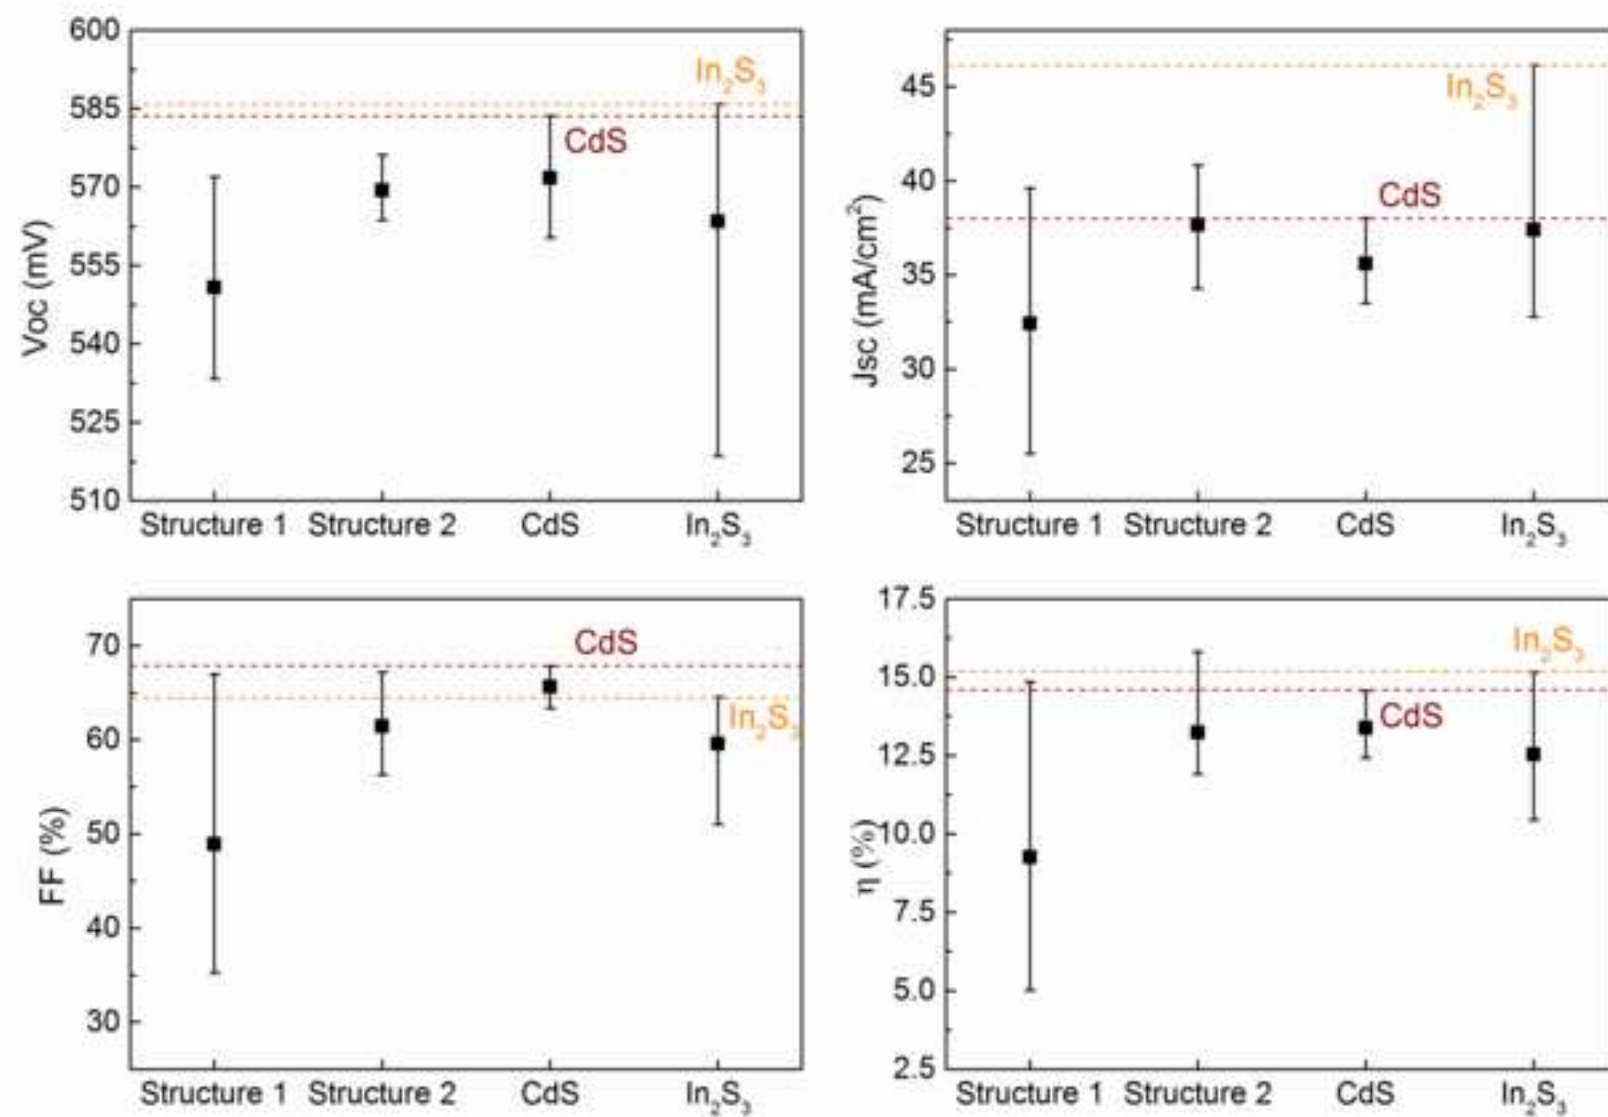 600
585
570
555
540
525
510
Voc (mV)
In₂S₃
CdS
Structure 1 Structure 2 CdS In₂S₃
45
40
35
30
25
Jsc (mA/cm²)
In₂S₃
CdS
Structure 1 Structure 2 CdS In₂S₃
70
60
50
40
30
FF (%)
CdS
In₂S₃
Structure 1 Structure 2 CdS In₂S₃
17.5
15.0
12.5
10.0
7.5
5.0
2.5
η (%)
In₂S₃
CdS
Structure 1 Structure 2 CdS In₂S₃